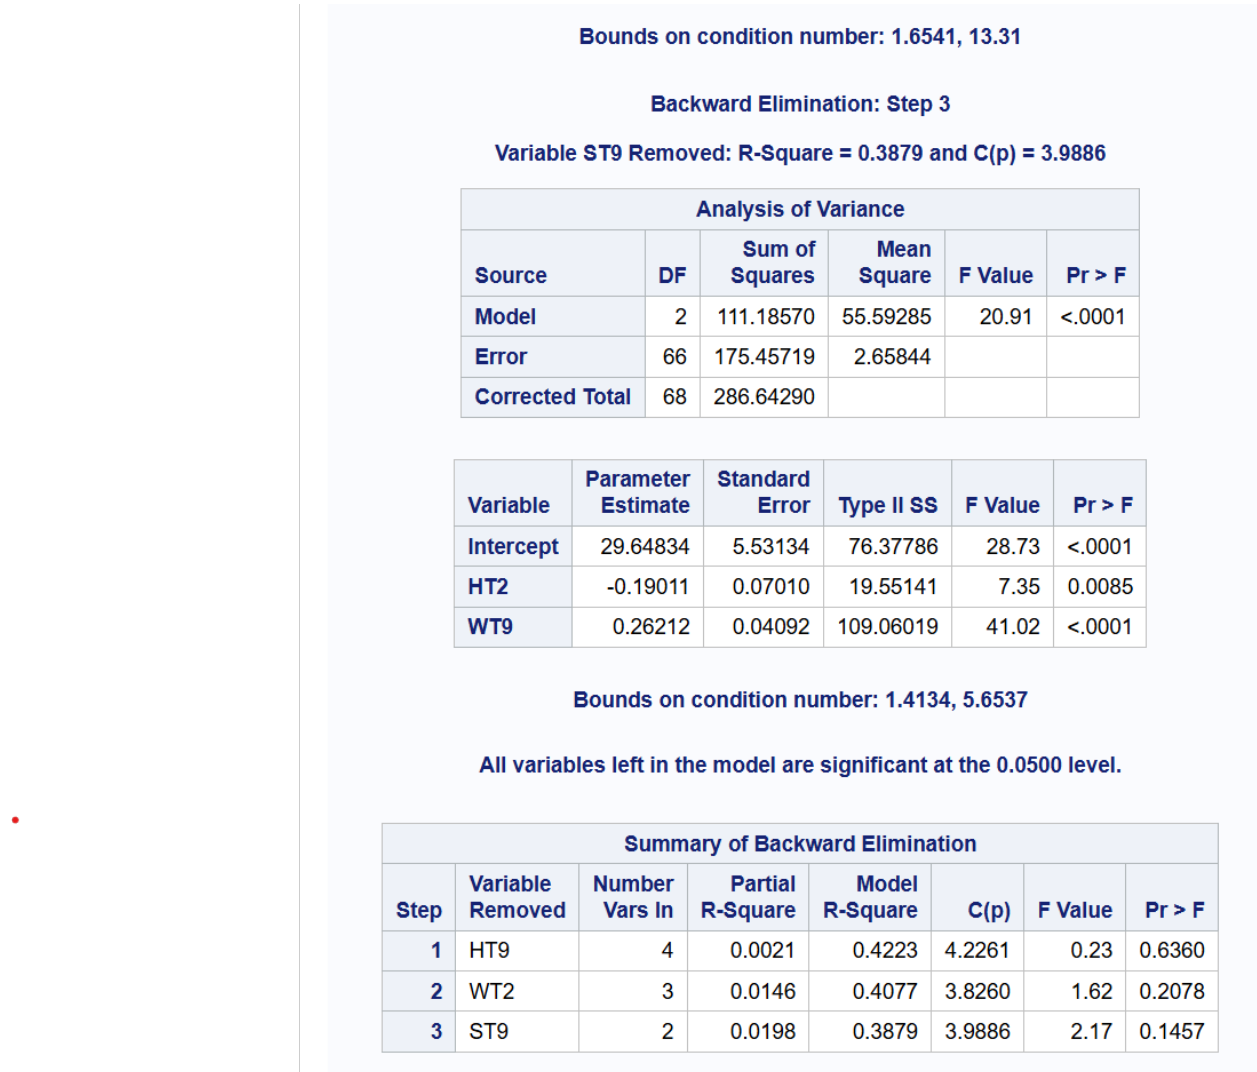 Bounds on condition number: 1.6541, 13.31
Backward Elimination: Step 3
Variable ST9 Removed: R-Square = 0.3879 and C(p) = 3.9886
Analysis of Variance
Source DF Sum of Squares Mean Square F Value Pr > F
Model 2 111.18570 55.59285 20.91 <.0001
Error 66 175.45719 2.65844
Corrected Total 68 286.64290
Variable Parameter Estimate Standard Error Type II SS F Value Pr > F
Intercept 29.64834 5.53134 76.37786 28.73 <.0001
HT2 -0.19011 0.07010 19.55141 7.35 0.0085
WT9 0.26212 0.04092 109.06019 41.02 <.0001
Bounds on condition number: 1.4134, 5.6537
All variables left in the model are significant at the 0.0500 level.
Summary of Backward Elimination
Step Variable Removed Number Vars In Partial R-Square Model R-Square C(p) F Value Pr > F
1 HT9 4 0.0021 0.4223 4.2261 0.23 0.6360
2 WT2 3 0.0146 0.4077 3.8260 1.62 0.2078
3 ST9 2 0.0198 0.3879 3.9886 2.17 0.1457